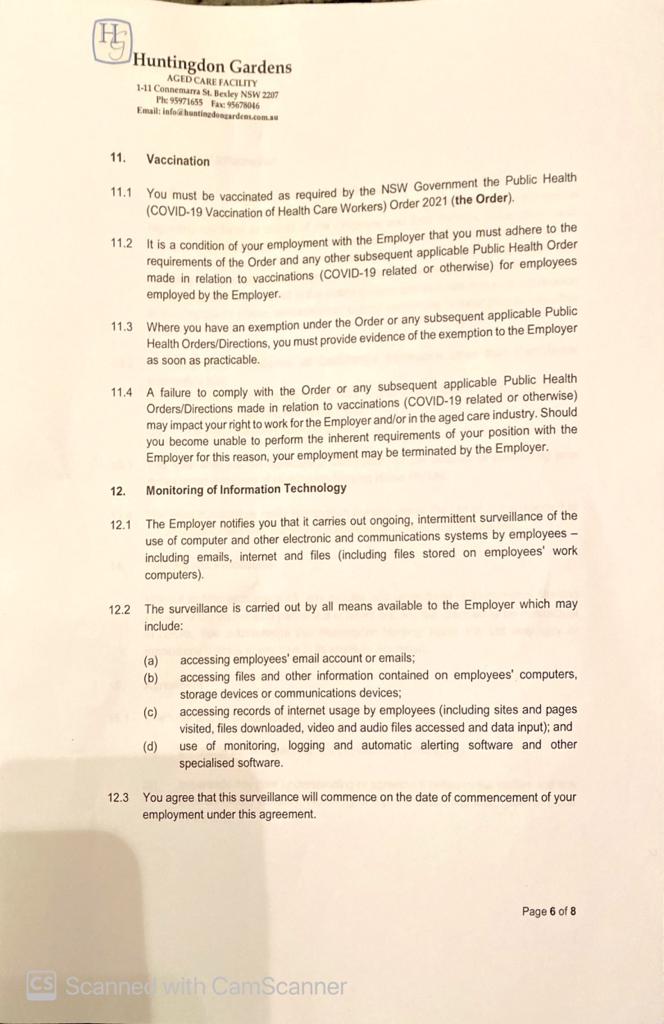 HG
Huntingdon Gardens
AGED CARE FACILITY
1-11 Connemarra St. Bexley NSW 2207
Ph: 95971655 Fax: 95678046
Email: info@huntingdongardens.com.au
11. Vaccination
11.1 You must be vaccinated as required by the NSW Government the Public Health
(COVID-19 Vaccination of Health Care Workers) Order 2021 (the Order).
11.2 It is a condition of your employment with the Employer that you must adhere to the
requirements of the Order and any other subsequent applicable Public Health Order
made in relation to vaccinations (COVID-19 related or otherwise) for employees
employed by the Employer.
11.3 Where you have an exemption under the Order or any subsequent applicable Public
Health Orders/Directions, you must provide evidence of the exemption to the Employer
as soon as practicable.
11.4 A failure to comply with the Order or any subsequent applicable Public Health
Orders/Directions made in relation to vaccinations (COVID-19 related or otherwise)
may impact your right to work for the Employer and/or in the aged care industry. Should
you become unable to perform the inherent requirements of your position with the
Employer for this reason, your employment may be terminated by the Employer.
12. Monitoring of Information Technology
12.1 The Employer notifies you that it carries out ongoing, intermittent surveillance of the
use of computer and other electronic and communications systems by employees –
including emails, internet and files (including files stored on employees' work
computers).
12.2 The surveillance is carried out by all means available to the Employer which may
include:
(a) accessing employees' email account or emails;
(b) accessing files and other information contained on employees' computers,
storage devices or communications devices;
(c) accessing records of internet usage by employees (including sites and pages
visited, files downloaded, video and audio files accessed and data input); and
(d) use of monitoring, logging and automatic alerting software and other
specialised software.
12.3 You agree that this surveillance will commence on the date of commencement of your
employment under this agreement.
Page 6 of 8
CS Scanned with CamScanner